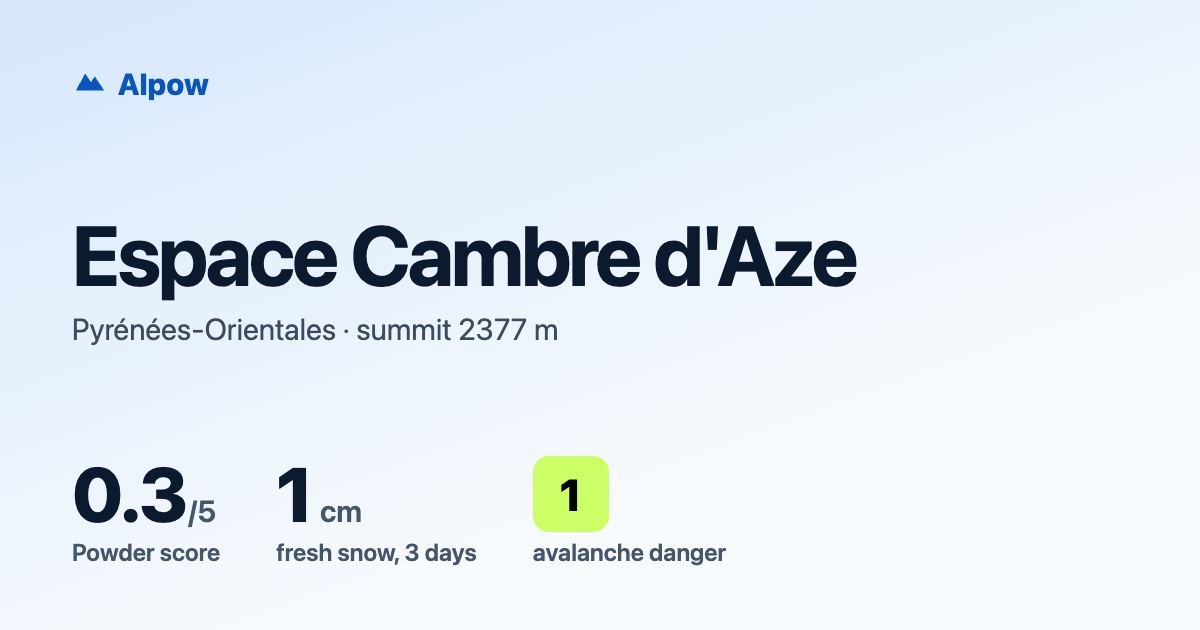 Alpow
Espace Cambre d'Aze
Pyrénées-Orientales · summit 2377 m
0.3/5
Powder score
1 cm
fresh snow, 3 days
1
avalanche danger